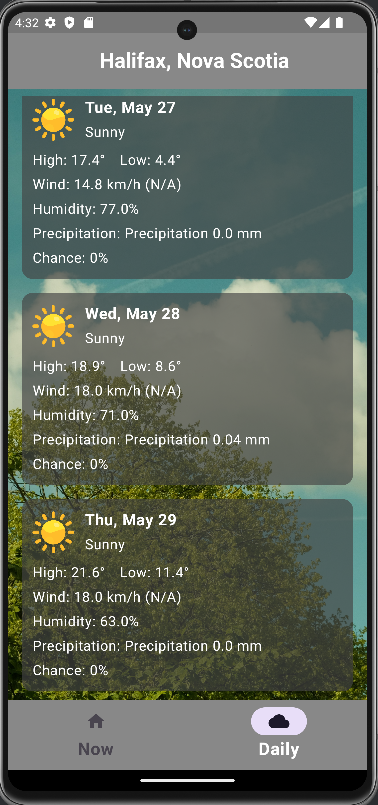 4:32
Halifax, Nova Scotia
Tue, May 27
Sunny
High: 17.4° Low: 4.4°
Wind: 14.8 km/h (N/A)
Humidity: 77.0%
Precipitation: Precipitation 0.0 mm
Chance: 0%
Wed, May 28
Sunny
High: 18.9° Low: 8.6°
Wind: 18.0 km/h (N/A)
Humidity: 71.0%
Precipitation: Precipitation 0.04 mm
Chance: 0%
Thu, May 29
Sunny
High: 21.6° Low: 11.4°
Wind: 18.0 km/h (N/A)
Humidity: 63.0%
Precipitation: Precipitation 0.0 mm
Chance: 0%
Now Daily